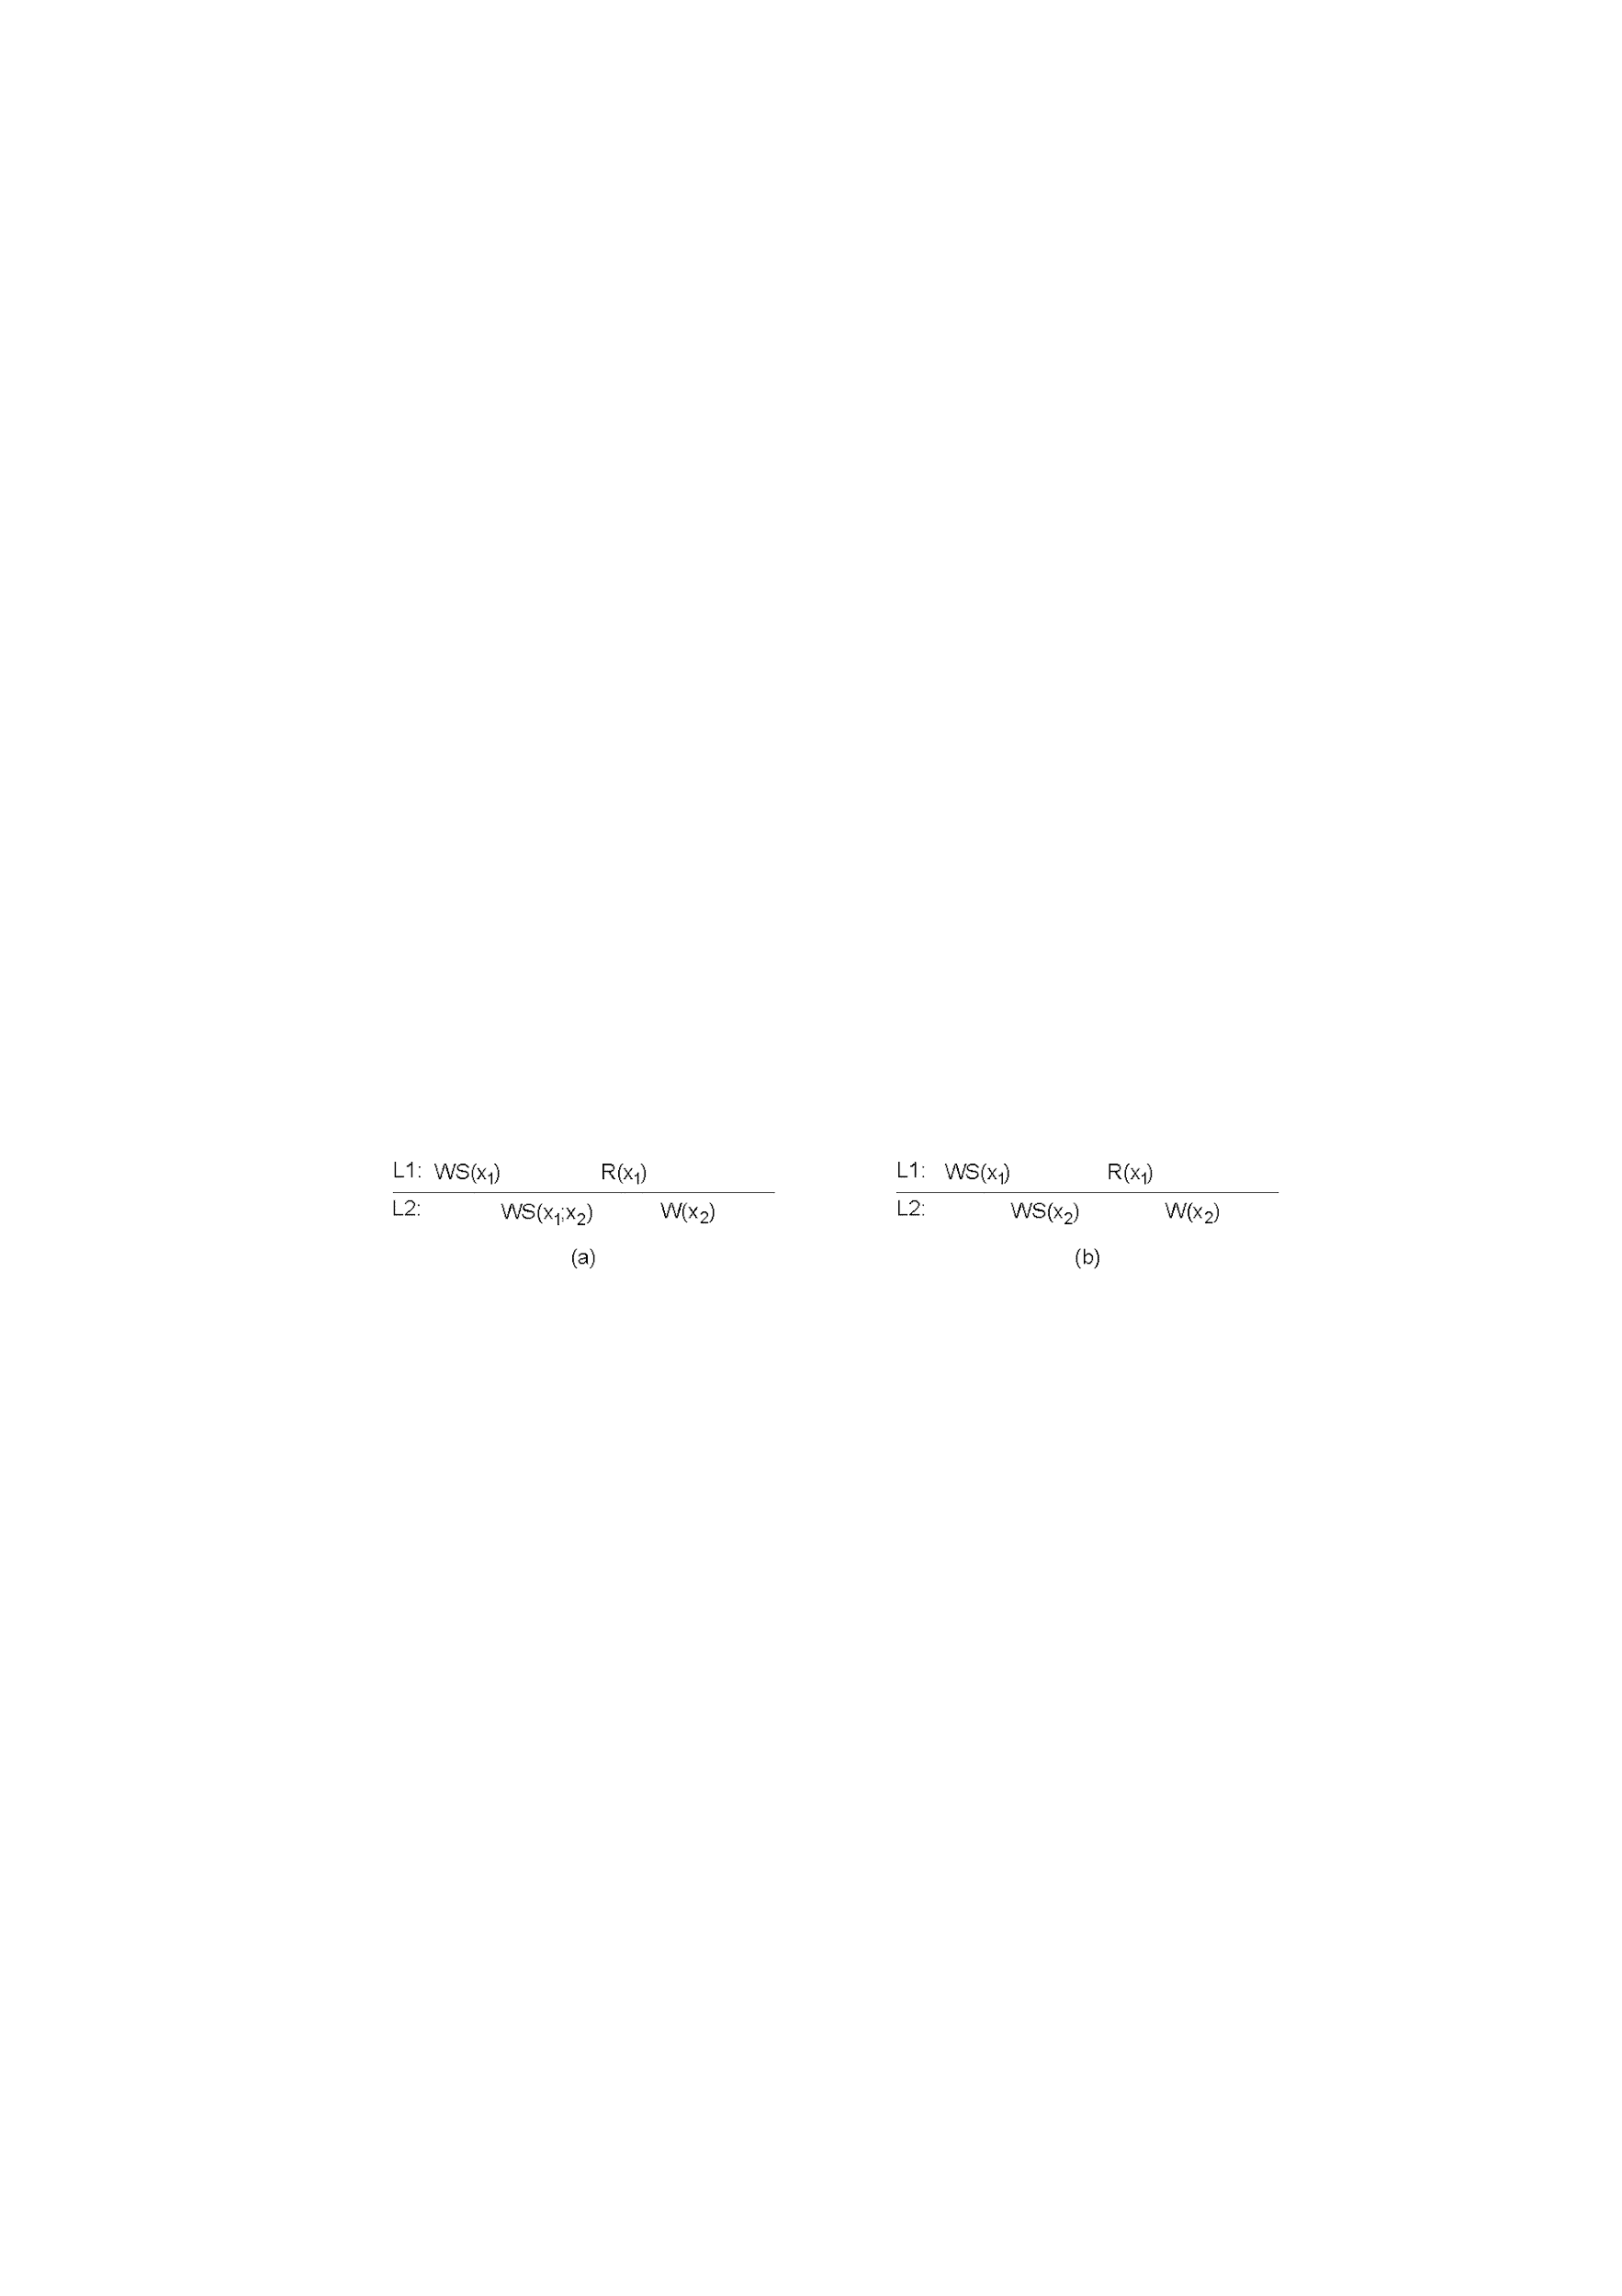 L1: WS(x₁) R(x₁)
L2: WS(x₁;x₂) W(x₂)
(a)
L1: WS(x₁) R(x₁)
L2: WS(x₂) W(x₂)
(b)